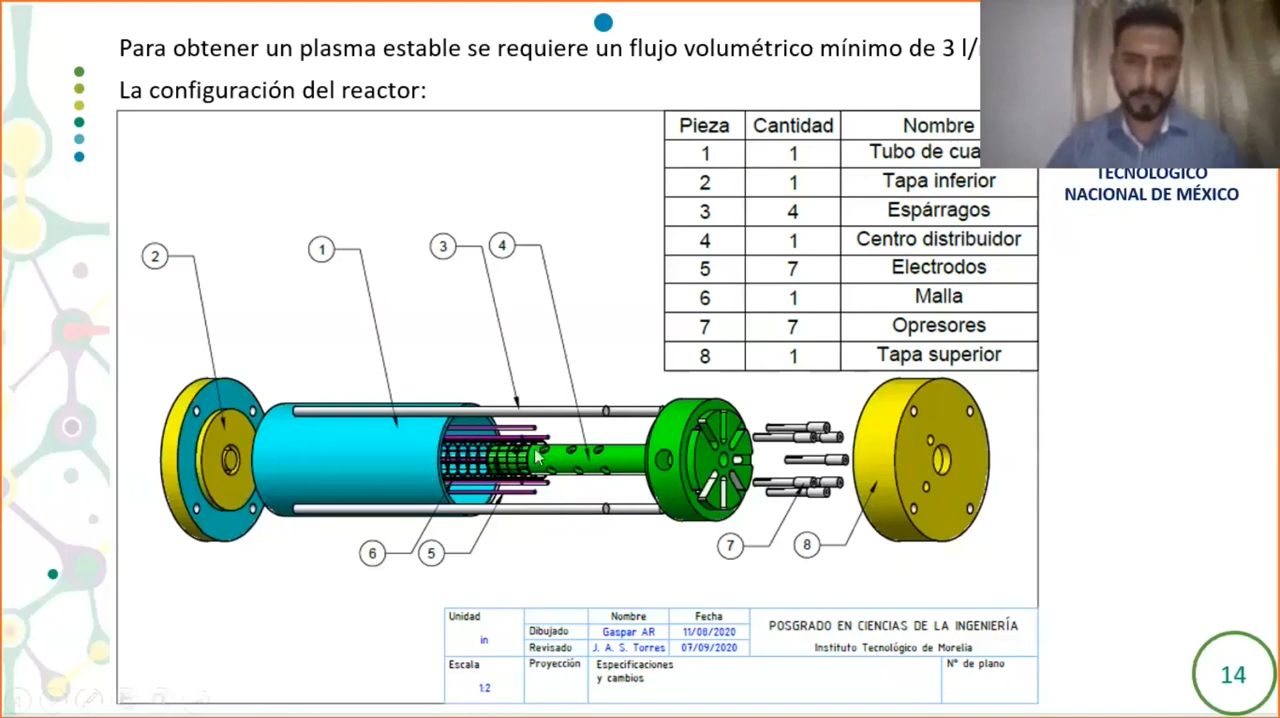 Para obtener un plasma estable se requiere un flujo volumétrico mínimo de 3 l/
La configuración del reactor:
Pieza Cantidad Nombre
1 1 Tubo de cua
2 1 Tapa inferior
3 4 Espárragos
4 1 Centro distribuidor
5 7 Electrodos
6 1 Malla
7 7 Opresores
8 1 Tapa superior
TECNOLÓGICO
NACIONAL DE MÉXICO
2 1 3 4
6 5 7 8
Unidad
in
Escala
1:2
Nombre Fecha
Dibujado Gaspar AR 11/08/2020
Revisado J. A. S. Torres 07/09/2020
Proyección Especificaciones
y cambios
POSGRADO EN CIENCIAS DE LA INGENIERÍA
Instituto Tecnológico de Morelia
N° de plano
14